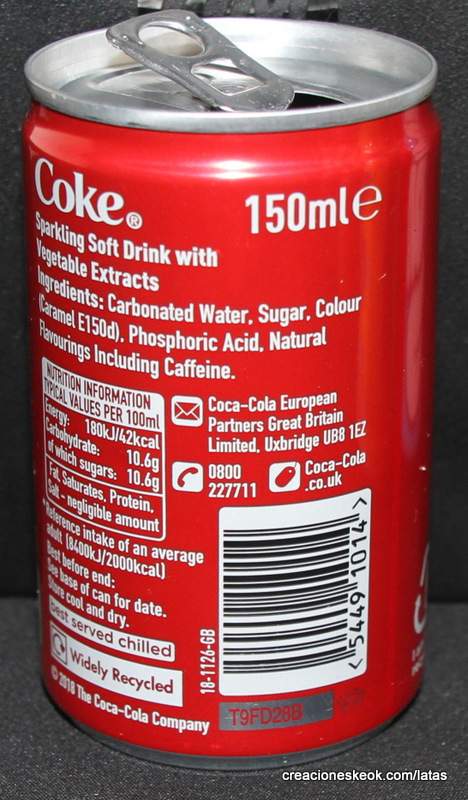 Coke®
150ml℮
Sparkling Soft Drink with
Vegetable Extracts
Ingredients: Carbonated Water, Sugar, Colour
(Caramel E150d), Phosphoric Acid, Natural
Flavourings Including Caffeine.
NUTRITION INFORMATION
TYPICAL VALUES PER 100ml
Energy: 180kJ/42kcal
Carbohydrate: 10.6g
of which sugars: 10.6g
Fat, Saturates, Protein,
Salt - negligible amount
*Reference intake of an average
adult (8400kJ/2000kcal)
Best before end:
See base of can for date.
Store cool and dry.
Best served chilled
Widely Recycled
©2018 The Coca-Cola Company
Coca-Cola European
Partners Great Britain
Limited, Uxbridge UB8 1EZ
0800
227711
Coca-Cola
.co.uk
< 5449 1014 >
18-1126-GB
T9FD28B
creacioneskeok.com/latas